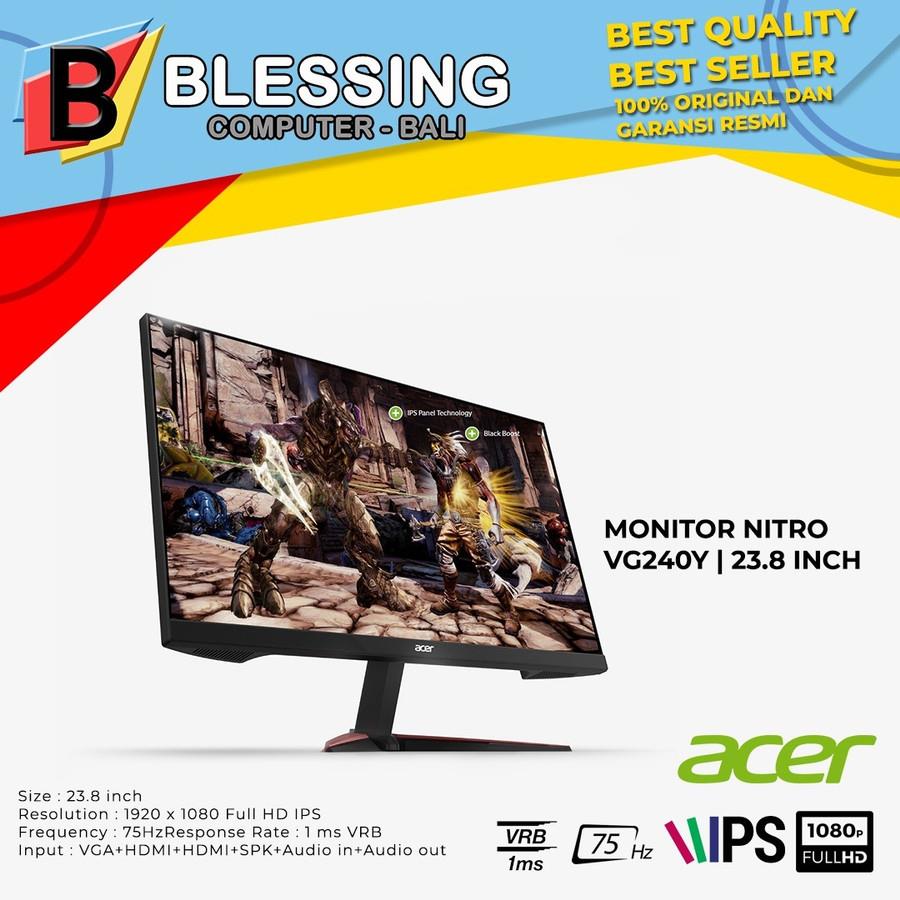 B
BLESSING
COMPUTER - BALI
BEST QUALITY
BEST SELLER
100% ORIGINAL DAN
GARANSI RESMI
IPS Panel Technology
Black Boost
acer
MONITOR NITRO
VG240Y | 23.8 INCH
acer
Size : 23.8 inch
Resolution : 1920 x 1080 Full HD IPS
Frequency : 75HzResponse Rate : 1 ms VRB
Input : VGA+HDMI+HDMI+SPK+Audio in+Audio out
VRB
1ms
75 Hz
IPS
1080P
FULLHD